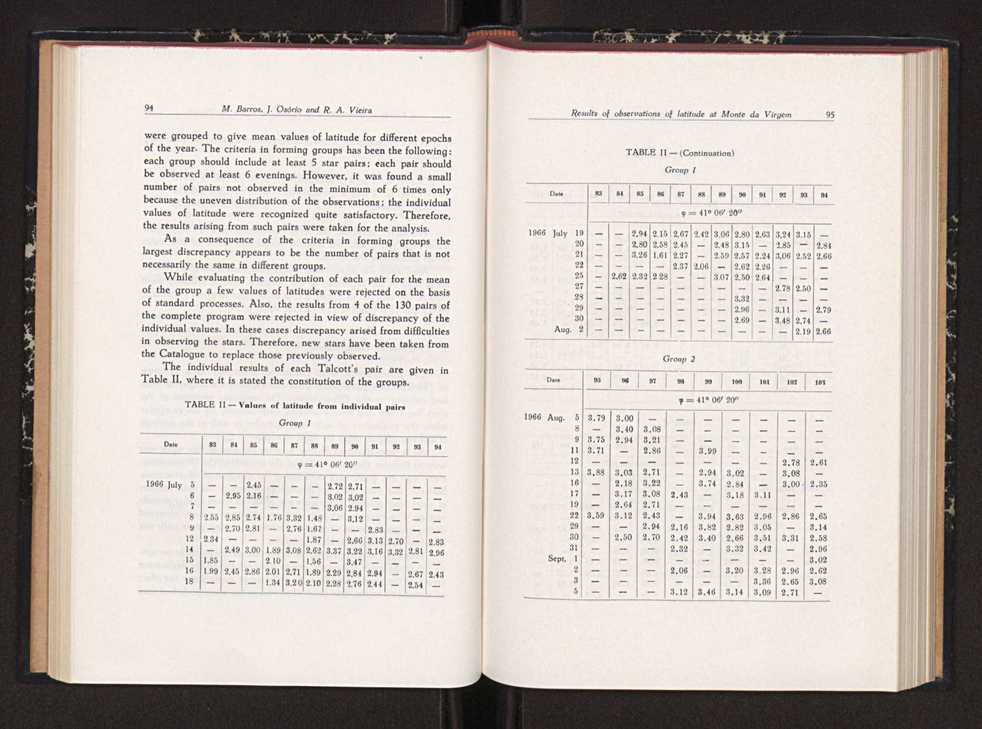 94 M. Barros, J. Osório and R. A. Vieira
were grouped to give mean values of latitude for different epochs
of the year. The criteria in forming groups has been the following:
each group should include at least 5 star pairs; each pair should
be observed at least 6 evenings. However, it was found a small
number of pairs not observed in the minimum of 6 times only
because the uneven distribution of the observations; the individual
values of latitude were recognized quite satisfactory. Therefore,
the results arising from such pairs were taken for the analysis.
As a consequence of the criteria in forming groups the
largest discrepancy appears to be the number of pairs that is not
necessarily the same in different groups.
While evaluating the contribution of each pair for the mean
of the group a few values of latitudes were rejected on the basis
of standard processes. Also, the results from 4 of the 130 pairs of
the complete program were rejected in view of discrepancy of the
individual values. In these cases discrepancy arised from difficulties
in observing the stars. Therefore, new stars have been taken from
the Catalogue to replace those previously observed.
The individual results of each Talcott's pair are given in
Table II, where it is stated the constitution of the groups.
TABLE II — Values of latitude from individual pairs
Group 1
Date 83 84 85 86 87 88 89 90 91 92 93 94
φ = 41º 06′ 20″
1966 July 5 — — 2.45 — — — 2.72 2.71 — — — —
6 — 2.95 2.16 — — — 3.02 3.02 — — — —
7 — — — — — — 3.06 2.94 — — — —
8 2.55 2.85 2.74 1.76 3.32 1.48 — 3.12 — — — —
9 — 2.70 2.81 — 2.76 1.67 — — 2.83 — — —
12 2.34 — — — — 1.87 — 2.66 3.13 2.70 — 2.83
14 — 2.49 3.00 1.89 3.08 2.62 3.37 3.22 3.16 3.32 2.81 2.96
15 1.85 — — 2.10 — 1.56 — 3.47 — — — —
16 1.99 2.45 2.86 2.01 2.71 1.89 2.29 2.84 2.94 — 2.67 2.43
18 — — — 1.34 3.20 2.10 2.28 2.76 2.44 — 2.54 —
Results of observations of latitude at Monte da Virgem 95
TABLE II — (Continuation)
Group 1
Date 83 84 85 86 87 88 89 90 91 92 93 94
φ = 41º 06′ 20″
1966 July 19 — — 2.94 2.15 2.67 2.42 3.06 2.80 2.63 3.24 3.15 —
20 — — 2.80 2.58 2.45 — 2.48 3.15 — 2.85 — 2.84
21 — — 3.26 1.61 2.27 — 2.59 2.57 2.24 3.06 2.52 2.66
22 — — — — 2.37 2.06 — 2.62 2.26 — — —
25 — 2.62 2.32 2.28 — — 3.07 2.50 2.64 — — —
27 — — — — — — — — — 2.78 2.50 —
28 — — — — — — — 3.32 — — — —
29 — — — — — — — 2.96 — 3.11 — 2.79
30 — — — — — — — 2.69 — 3.48 2.74 —
Aug. 2 — — — — — — — — — — 2.19 2.66
Group 2
Date 95 96 97 98 99 100 101 102 103
φ = 41º 06′ 20″
1966 Aug. 5 3.79 3.00 — — — — — — —
8 — 3.40 3.08 — — — — — —
9 3.75 2.94 3.21 — — — — — —
11 3.71 — 2.86 — 3.99 — — — —
12 — — — — — — — 2.78 2.61
13 3.88 3.03 2.71 — 2.94 3.02 — 3.08 —
16 — 2.18 3.22 — 3.74 2.84 — 3.00 2.35
17 — 3.17 3.08 2.43 — 3.18 3.11 — —
19 — 2.64 2.71 — — — — — —
22 3.59 3.12 2.43 — 3.94 3.63 2.96 2.86 2.65
29 — — 2.94 2.16 3.82 2.82 3.05 — 3.14
30 — 2.50 2.70 2.42 3.40 2.66 3.51 3.31 2.58
31 — — — 2.32 — 3.32 3.42 — 2.96
Sept. 1 — — — — — — — — 3.02
2 — — — 2.06 — 3.20 3.28 2.96 2.62
3 — — — — — — 3.36 2.65 3.08
5 — — — 3.12 3.46 3.14 3.09 2.71 —